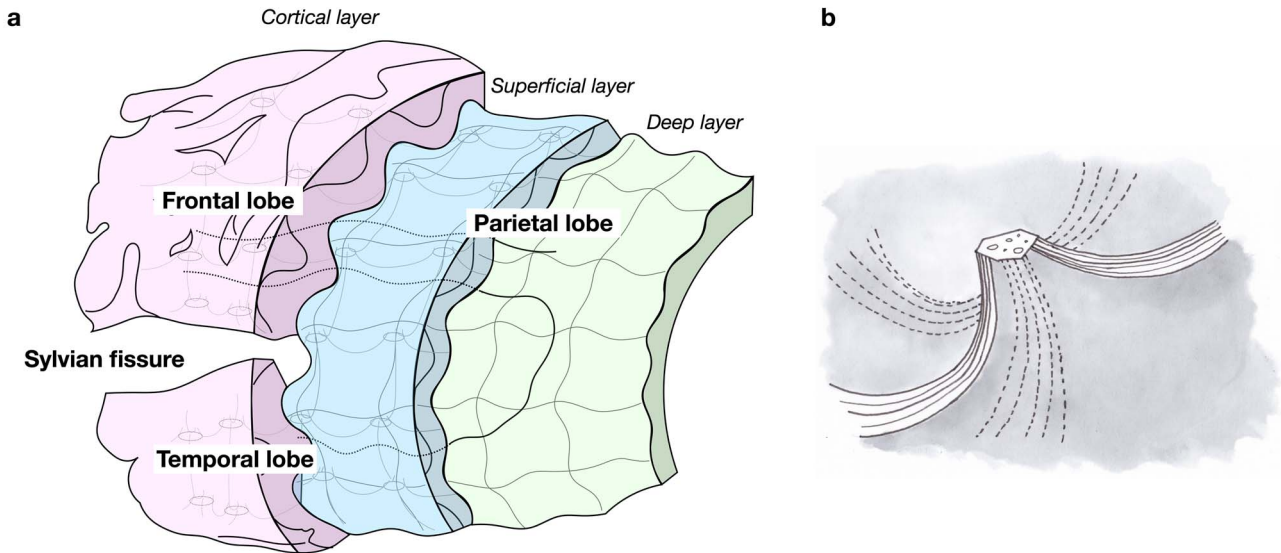 a
b
Cortical layer
Superficial layer
Deep layer
Frontal lobe
Parietal lobe
Sylvian fissure
Temporal lobe